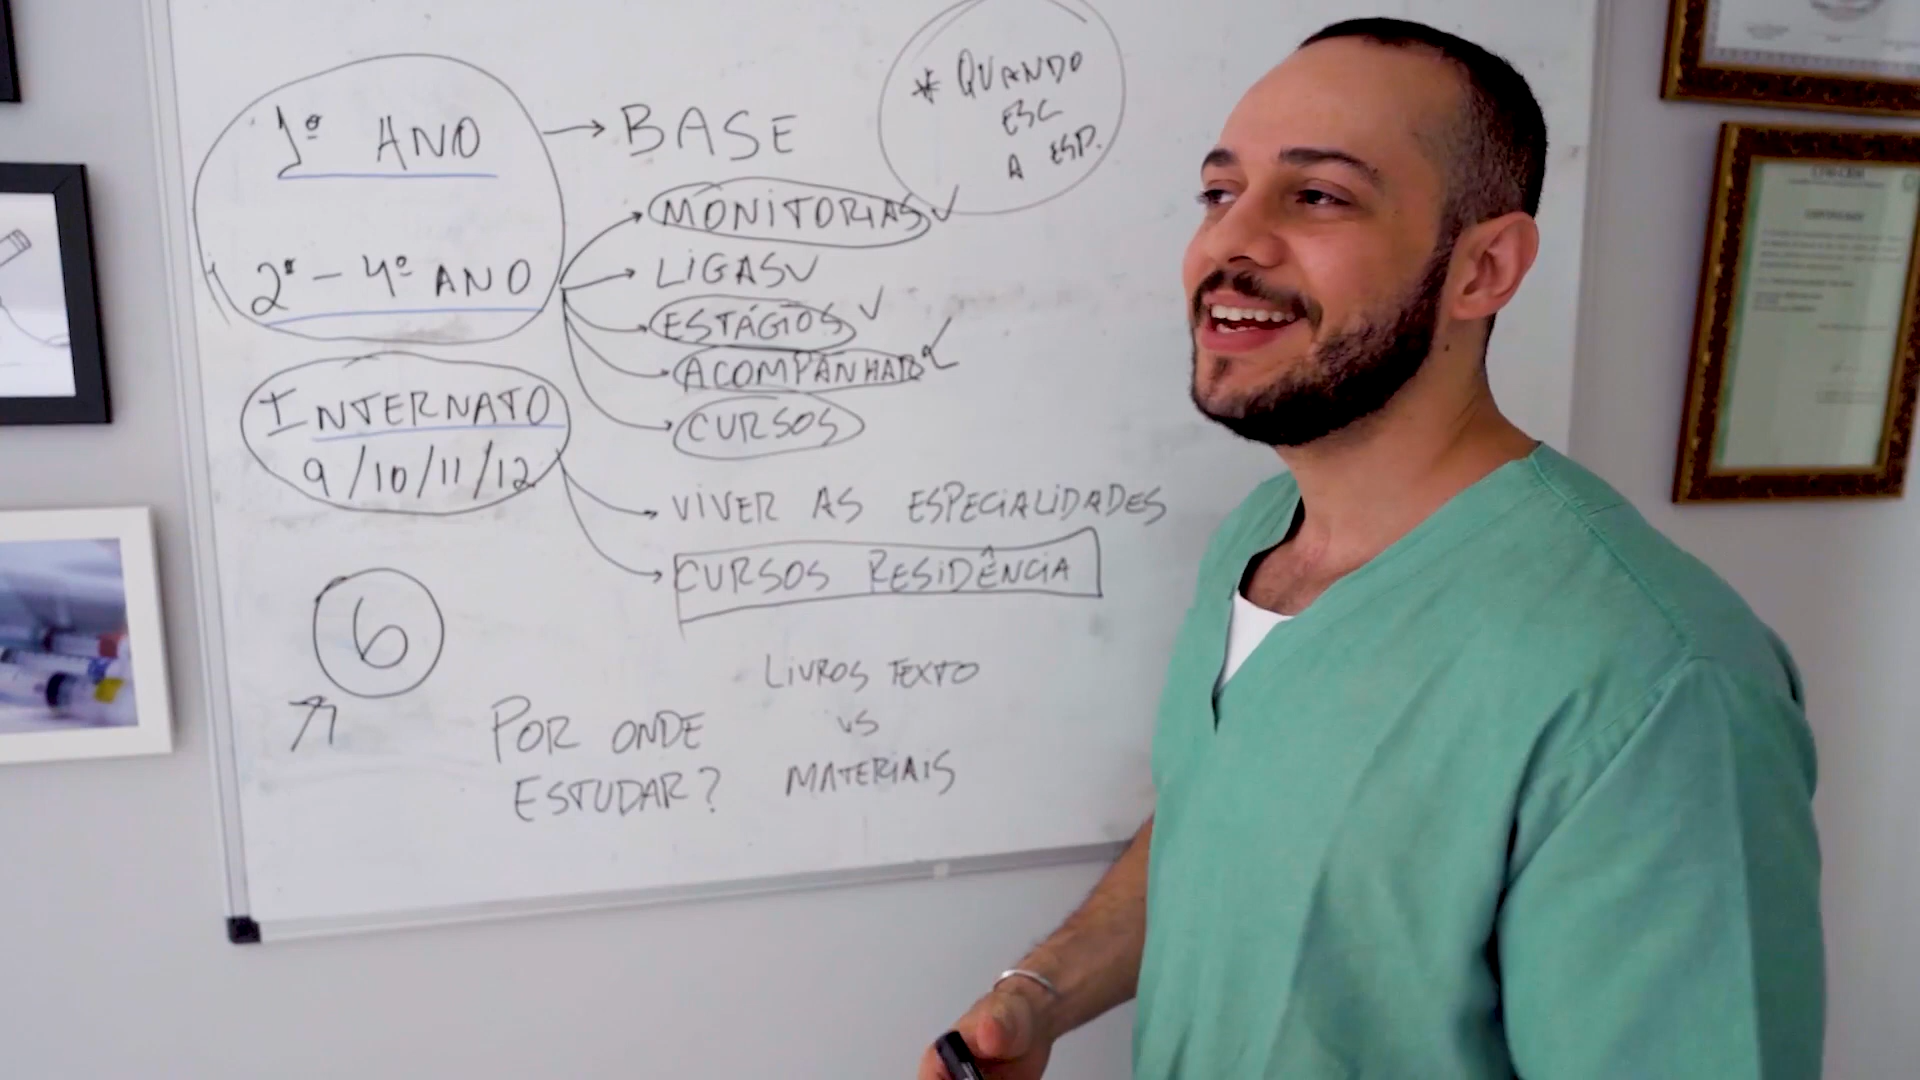 1º ANO
BASE
* QUANDO
ESC
A ESP.
2º - 4º ANO
MONITORIAS
LIGAS
ESTÁGIOS
ACOMPANHAR
CURSOS
INTERNATO
9/10/11/12
VIVER AS ESPECIALIDADES
CURSOS RESIDÊNCIA
6
POR ONDE
ESTUDAR?
LIVROS TEXTO
VS
MATERIAIS